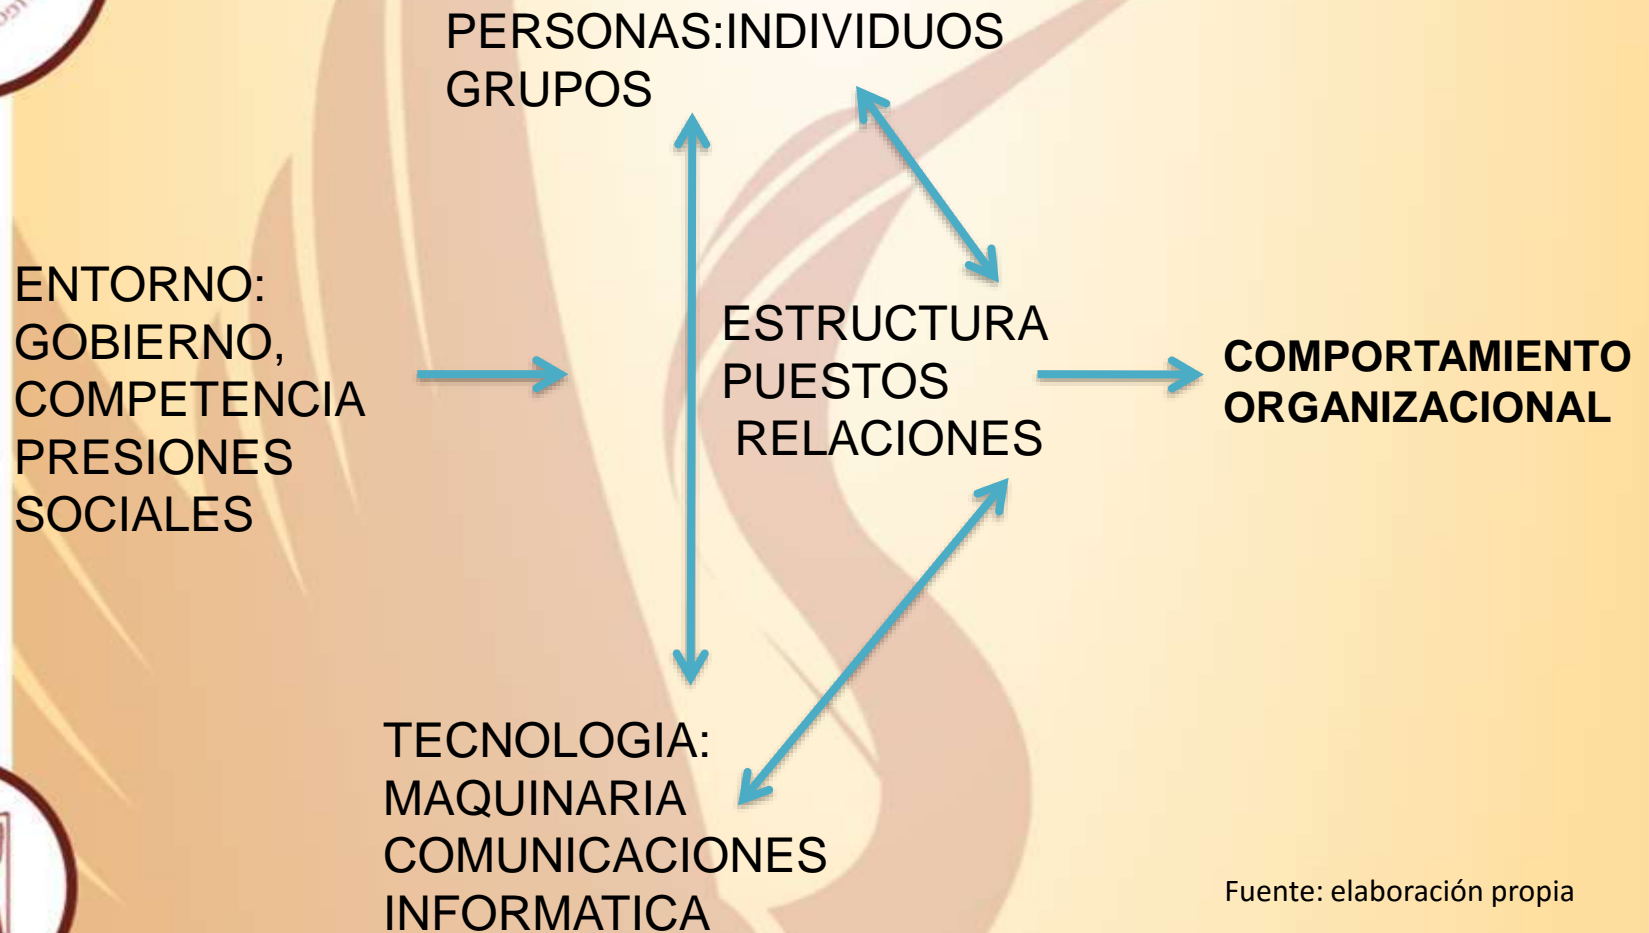 PERSONAS:INDIVIDUOS
GRUPOS
ENTORNO:
GOBIERNO,
COMPETENCIA
PRESIONES
SOCIALES
ESTRUCTURA
PUESTOS
RELACIONES
COMPORTAMIENTO
ORGANIZACIONAL
TECNOLOGIA:
MAQUINARIA
COMUNICACIONES
INFORMATICA
Fuente: elaboración propia